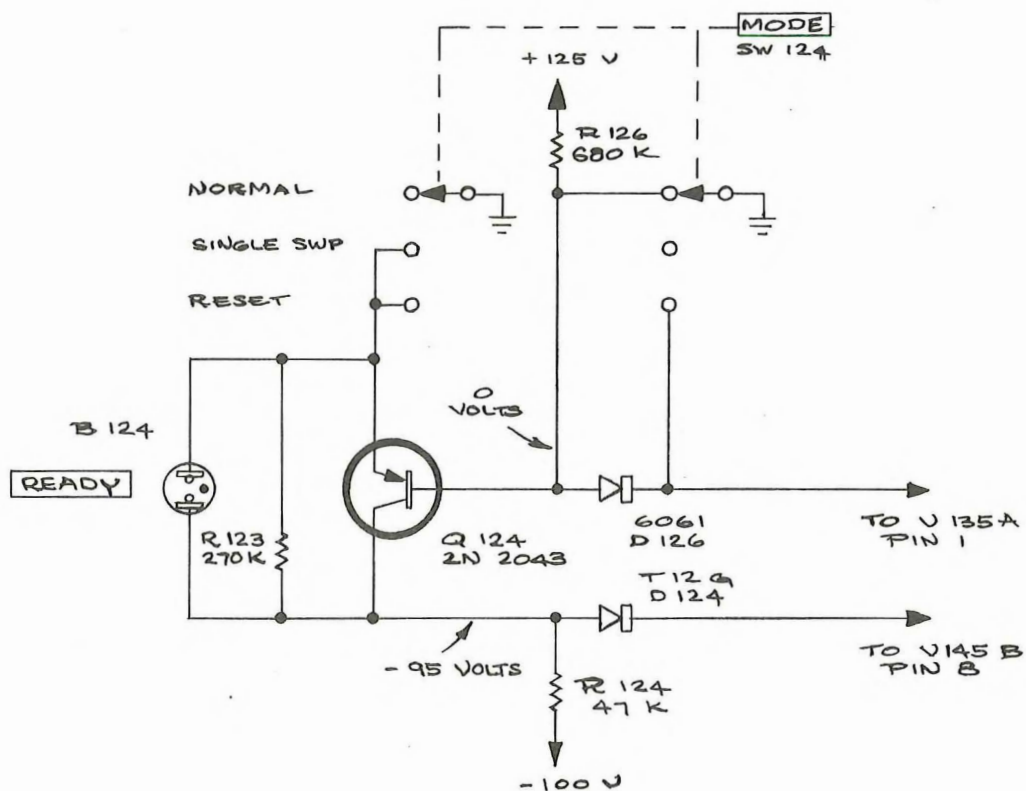 MODE
SW 124
+125 V
R 126
680 K
NORMAL
SINGLE SWP
RESET
0
VOLTS
B 124
READY
R 123
270K
Q 124
2N 2043
6061
D 126
TO V 135A
PIN 1
T12G
D 124
TO V145 B
PIN 8
-95 VOLTS
R 124
47 K
-100 V